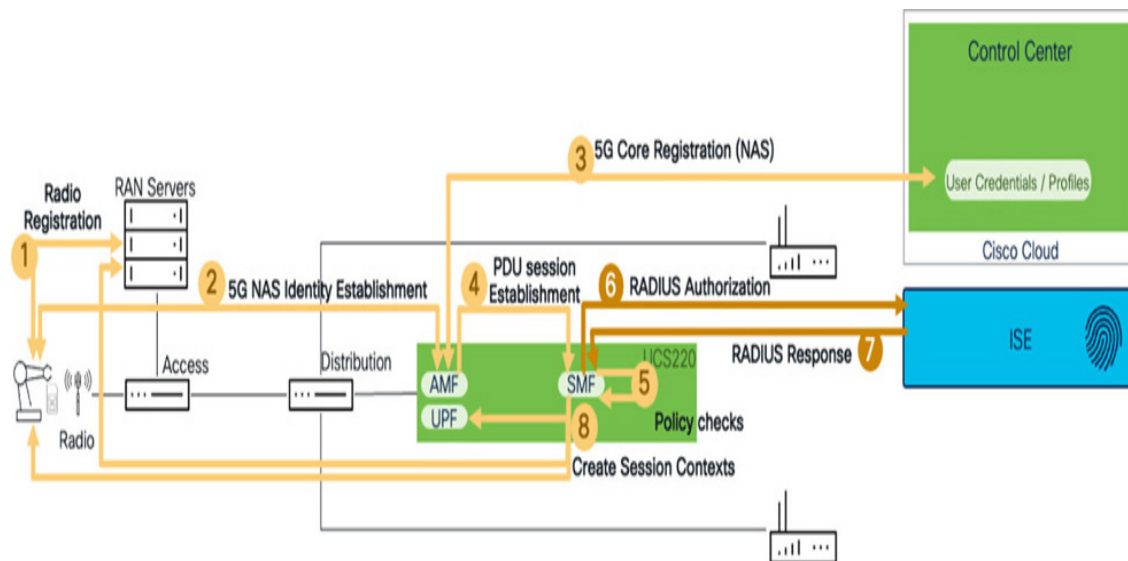 Control Center
3
5G Core Registration (NAS)
User Credentials / Profiles
Cisco Cloud
Radio
Registration
RAN Servers
1
2
5G NAS Identity Establishment
4
PDU session
Establishment
6
RADIUS Authorization
ISE
RADIUS Response
7
Access
Distribution
UCS220
AMF
SMF
5
UPF
8
Policy checks
Radio
Create Session Contexts